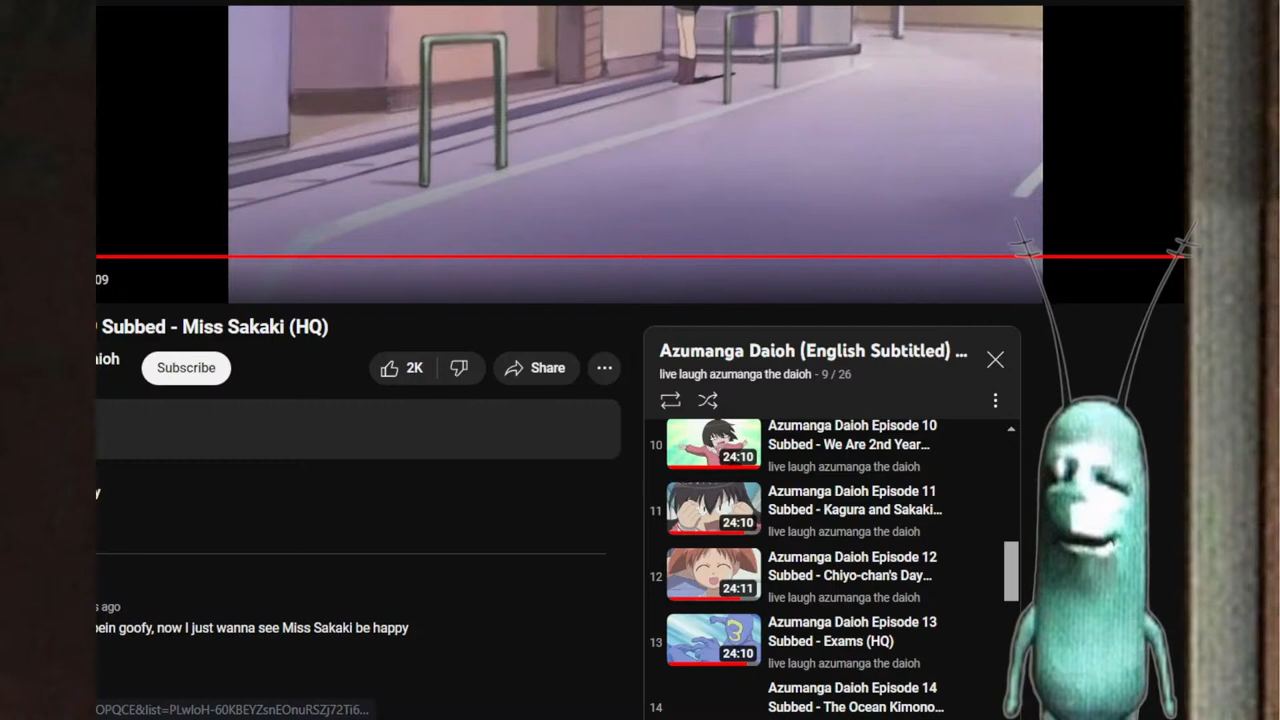 09
Subbed - Miss Sakaki (HQ)
aioh
Subscribe
2K
Share
s ago
bein goofy, now I just wanna see Miss Sakaki be happy
OPQCE&list=PLwloH-60KBEYZsnEOnuRSZj72Ti6...
Azumanga Daioh (English Subtitled) ...
live laugh azumanga the daioh - 9 / 26
10
24:10
Azumanga Daioh Episode 10
Subbed - We Are 2nd Year...
live laugh azumanga the daioh
11
24:10
Azumanga Daioh Episode 11
Subbed - Kagura and Sakaki...
live laugh azumanga the daioh
12
24:11
Azumanga Daioh Episode 12
Subbed - Chiyo-chan's Day...
live laugh azumanga the daioh
13
3
24:10
Azumanga Daioh Episode 13
Subbed - Exams (HQ)
live laugh azumanga the daioh
14
Azumanga Daioh Episode 14
Subbed - The Ocean Kimono...